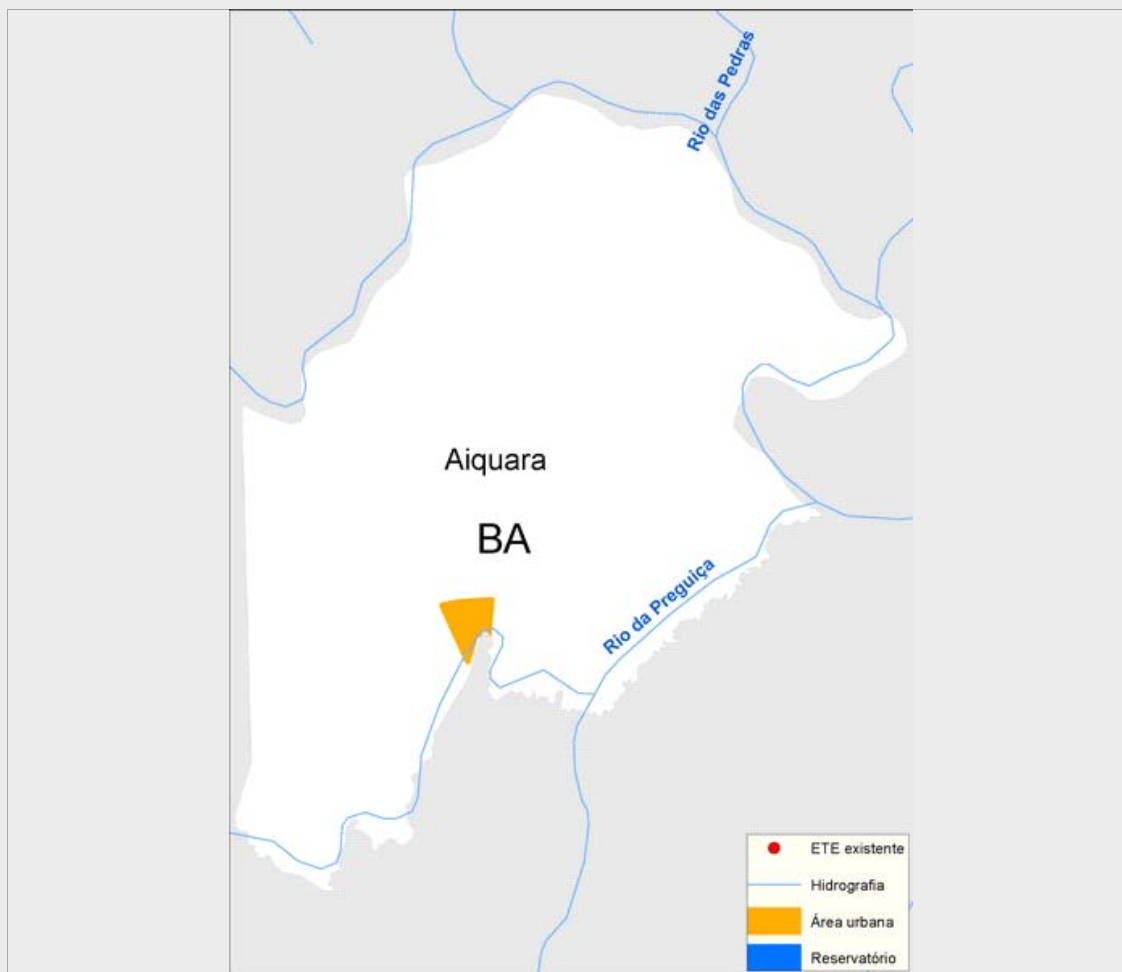 Rio das Pedras
Aiquara
BA
Rio da Preguiça
ETE existente
Hidrografia
Área urbana
Reservatório